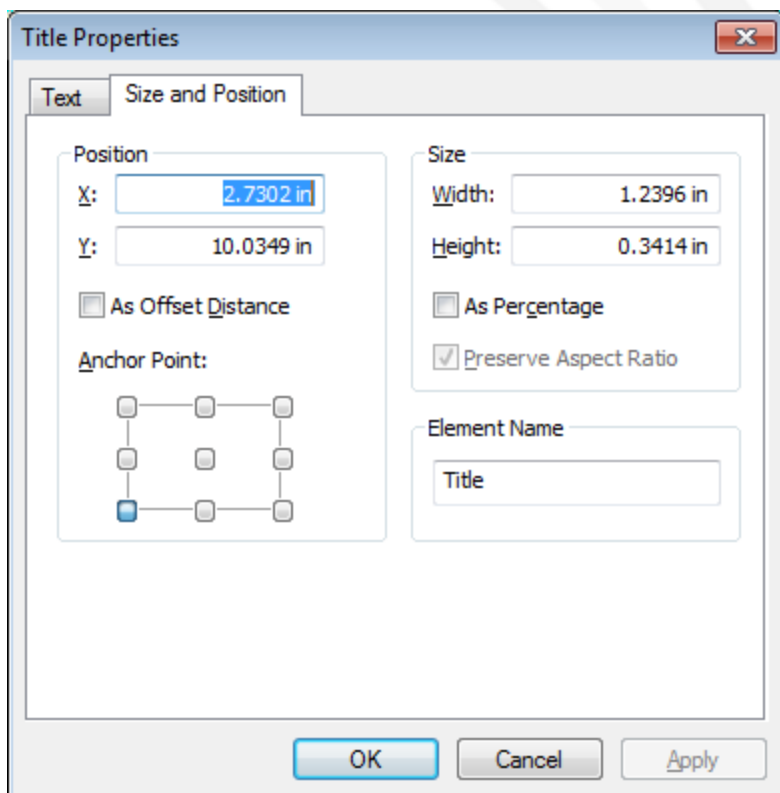 Title Properties
Text
Size and Position
Position
X: 2.7302 in
Y: 10.0349 in
As Offset Distance
Anchor Point:
Size
Width: 1.2396 in
Height: 0.3414 in
As Percentage
Preserve Aspect Ratio
Element Name
Title
OK
Cancel
Apply